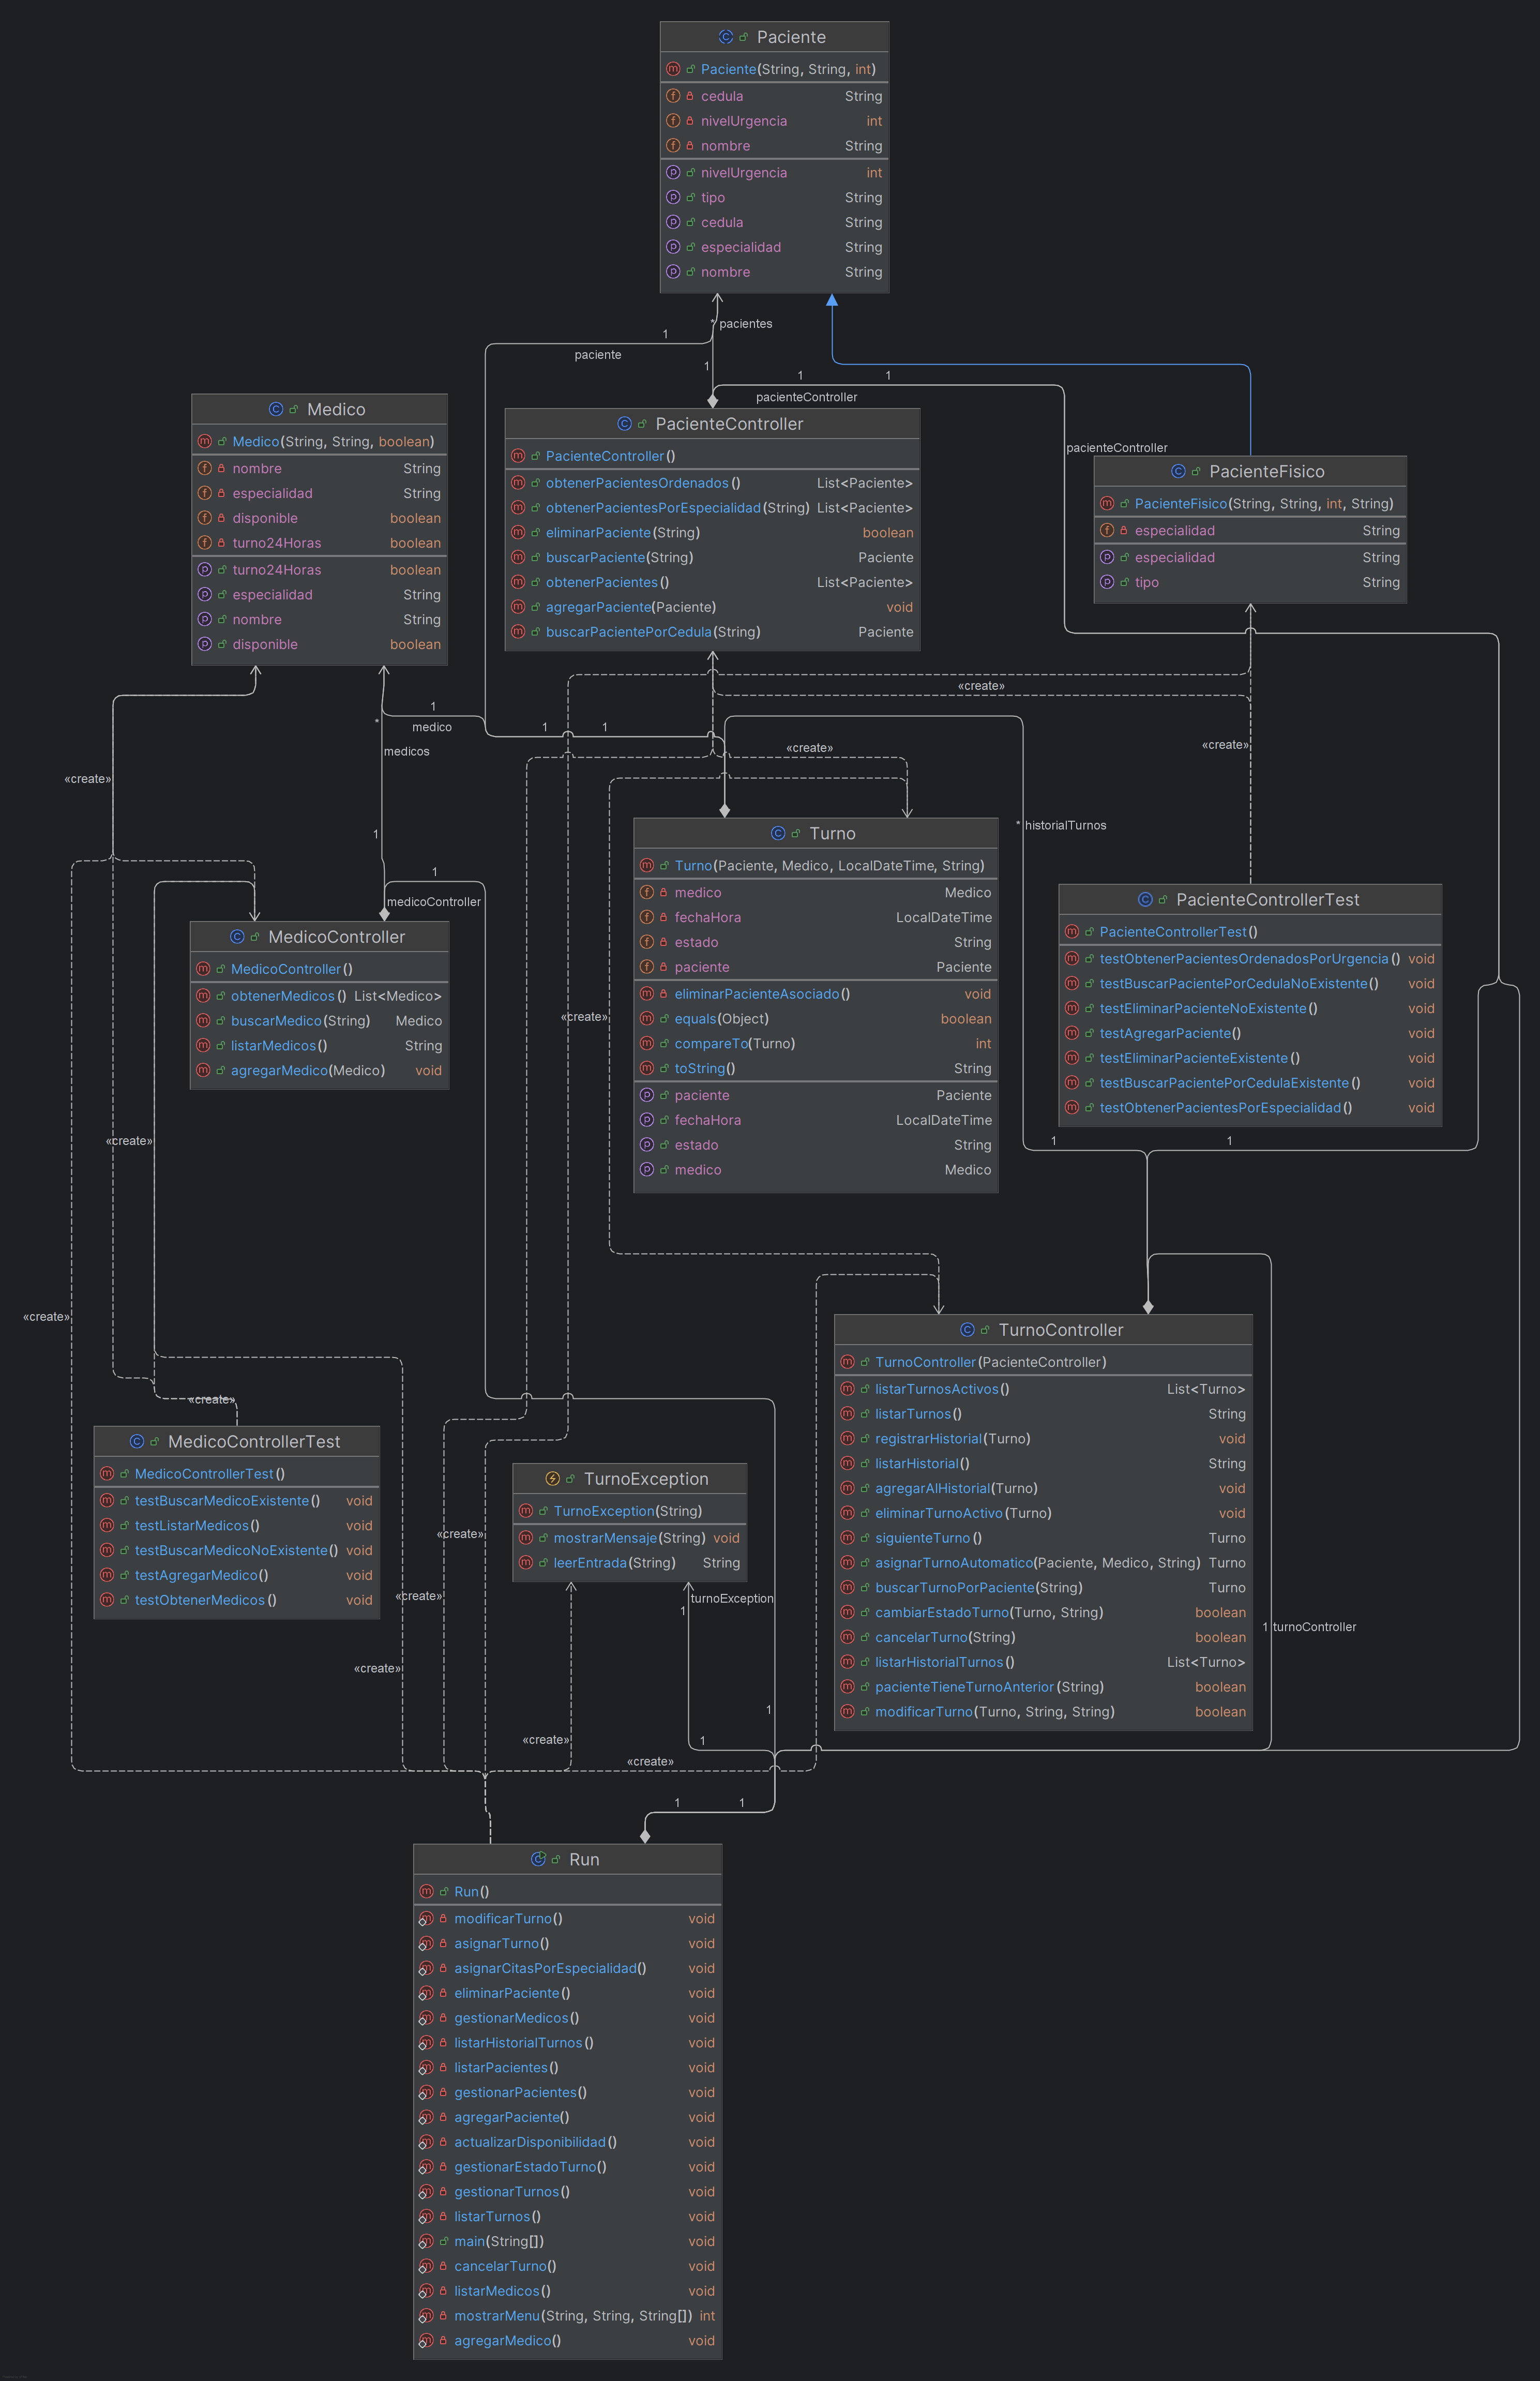 Paciente
Paciente(String, String, int)
cedula String
nivelUrgencia int
nombre String
nivelUrgencia int
tipo String
cedula String
especialidad String
nombre String
* pacientes
1
paciente
1
1 1
pacienteController
pacienteController
Medico
Medico(String, String, boolean)
nombre String
especialidad String
disponible boolean
turno24Horas boolean
turno24Horas boolean
especialidad String
nombre String
disponible boolean
PacienteController
PacienteController()
obtenerPacientesOrdenados() List<Paciente>
obtenerPacientesPorEspecialidad(String) List<Paciente>
eliminarPaciente(String) boolean
buscarPaciente(String) Paciente
obtenerPacientes() List<Paciente>
agregarPaciente(Paciente) void
buscarPacientePorCedula(String) Paciente
PacienteFisico
PacienteFisico(String, String, int, String)
especialidad String
especialidad String
tipo String
«create»
1
medico
*
medicos
1 1
«create»
«create»
«create»
1
* historialTurnos
1
medicoController
Turno
Turno(Paciente, Medico, LocalDateTime, String)
medico Medico
fechaHora LocalDateTime
estado String
paciente Paciente
eliminarPacienteAsociado() void
equals(Object) boolean
compareTo(Turno) int
toString() String
paciente Paciente
fechaHora LocalDateTime
estado String
medico Medico
PacienteControllerTest
PacienteControllerTest()
testObtenerPacientesOrdenadosPorUrgencia() void
testBuscarPacientePorCedulaNoExistente() void
testEliminarPacienteNoExistente() void
testAgregarPaciente() void
testEliminarPacienteExistente() void
testBuscarPacientePorCedulaExistente() void
testObtenerPacientesPorEspecialidad() void
MedicoController
MedicoController()
obtenerMedicos() List<Medico>
buscarMedico(String) Medico
listarMedicos() String
agregarMedico(Medico) void
«create»
«create»
1 1
«create»
«create»
TurnoController
TurnoController(PacienteController)
listarTurnosActivos() List<Turno>
listarTurnos() String
registrarHistorial(Turno) void
listarHistorial() String
agregarAlHistorial(Turno) void
eliminarTurnoActivo(Turno) void
siguienteTurno() Turno
asignarTurnoAutomatico(Paciente, Medico, String) Turno
buscarTurnoPorPaciente(String) Turno
cambiarEstadoTurno(Turno, String) boolean
cancelarTurno(String) boolean
listarHistorialTurnos() List<Turno>
pacienteTieneTurnoAnterior(String) boolean
modificarTurno(Turno, String, String) boolean
MedicoControllerTest
MedicoControllerTest()
testBuscarMedicoExistente() void
testListarMedicos() void
testBuscarMedicoNoExistente() void
testAgregarMedico() void
testObtenerMedicos() void
TurnoException
TurnoException(String)
mostrarMensaje(String) void
leerEntrada(String) String
«create»
«create»
turnoException
1
1 turnoController
«create»
1
«create»
1
«create»
1 1
Run
Run()
modificarTurno() void
asignarTurno() void
asignarCitasPorEspecialidad() void
eliminarPaciente() void
gestionarMedicos() void
listarHistorialTurnos() void
listarPacientes() void
gestionarPacientes() void
agregarPaciente() void
actualizarDisponibilidad() void
gestionarEstadoTurno() void
gestionarTurnos() void
listarTurnos() void
main(String[]) void
cancelarTurno() void
listarMedicos() void
mostrarMenu(String, String, String[]) int
agregarMedico() void